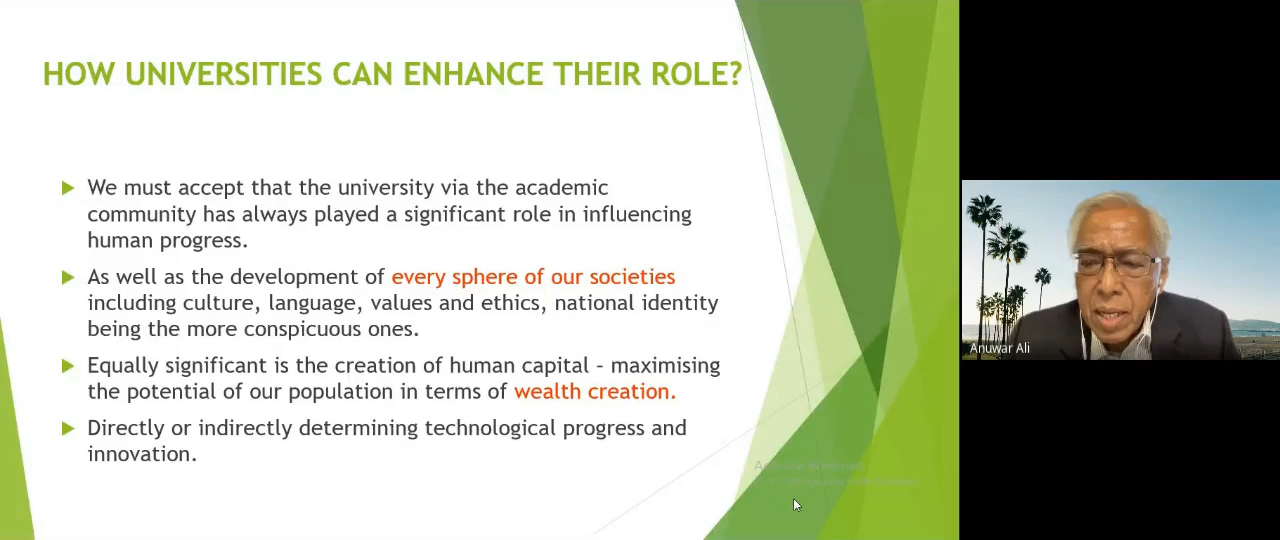 HOW UNIVERSITIES CAN ENHANCE THEIR ROLE?
We must accept that the university via the academic
community has always played a significant role in influencing
human progress.
As well as the development of every sphere of our societies
including culture, language, values and ethics, national identity
being the more conspicuous ones.
Equally significant is the creation of human capital – maximising
the potential of our population in terms of wealth creation.
Directly or indirectly determining technological progress and
innovation.
Anuwar Ali